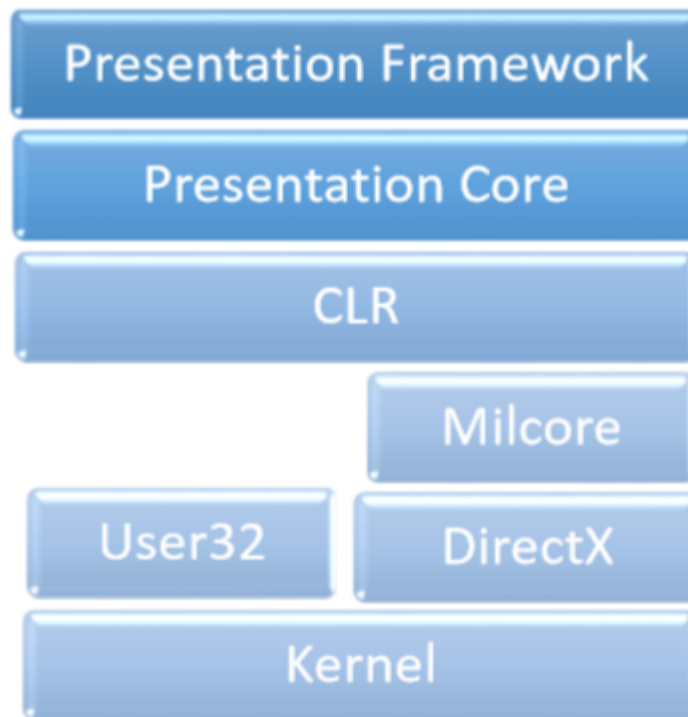 Presentation Framework
Presentation Core
CLR
Milcore
User32
DirectX
Kernel